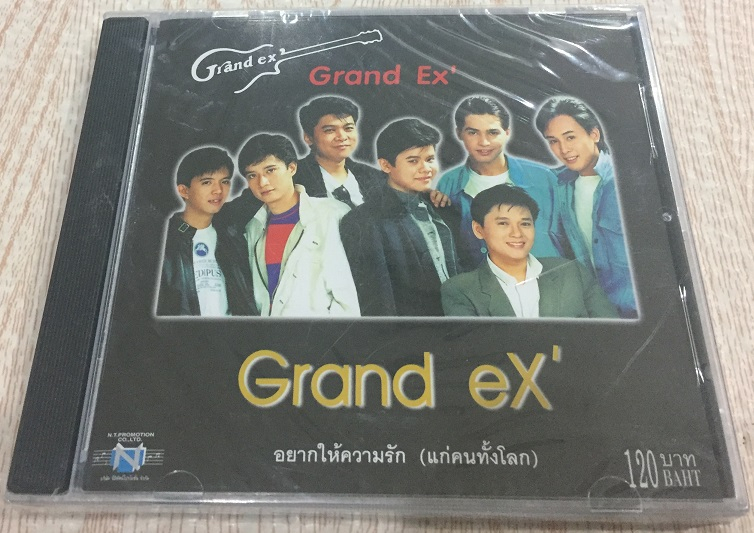 Grand ex'
Grand Ex'
Grand eX'
อยากให้ความรัก (แก่คนทั้งโลก)
N.T.PROMOTION
CO.,LTD.
N
120 บาท
BAHT